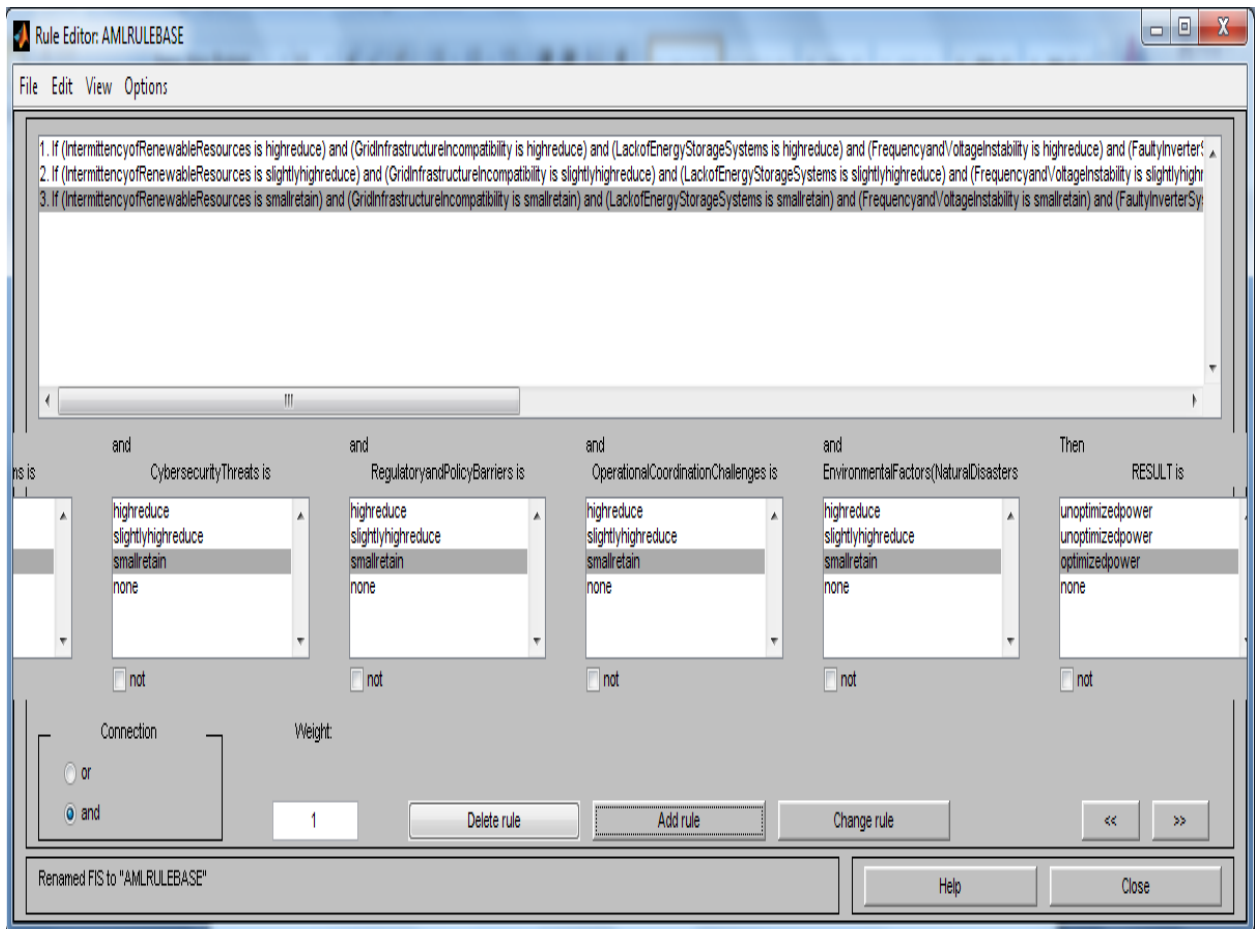 Rule Editor: AMLRULEBASE
File Edit View Options
1. If (IntermittencyofRenewableResources is highreduce) and (GridInfrastructureIncompatibility is highreduce) and (LackofEnergyStorageSystems is highreduce) and (FrequencyandVoltageInstability is highreduce) and (FaultyInverterS
2. If (IntermittencyofRenewableResources is slightlyhighreduce) and (GridInfrastructureIncompatibility is slightlyhighreduce) and (LackofEnergyStorageSystems is slightlyhighreduce) and (FrequencyandVoltageInstability is slightlyhighr
3. If (IntermittencyofRenewableResources is smallretain) and (GridInfrastructureIncompatibility is smallretain) and (LackofEnergyStorageSystems is smallretain) and (FrequencyandVoltageInstability is smallretain) and (FaultyInverterSy
and and and and Then
ns is CybersecurityThreats is RegulatoryandPolicyBarriers is OperationalCoordinationChallenges is EnvironmentalFactors(NaturalDisasters RESULT is
highreduce highreduce highreduce highreduce unoptimizedpower
slightlyhighreduce slightlyhighreduce slightlyhighreduce slightlyhighreduce unoptimizedpower
smallretain smallretain smallretain smallretain optimizedpower
none none none none none
not not not not not
Connection Weight:
or
and 1 Delete rule Add rule Change rule << >>
Renamed FIS to "AMLRULEBASE" Help Close